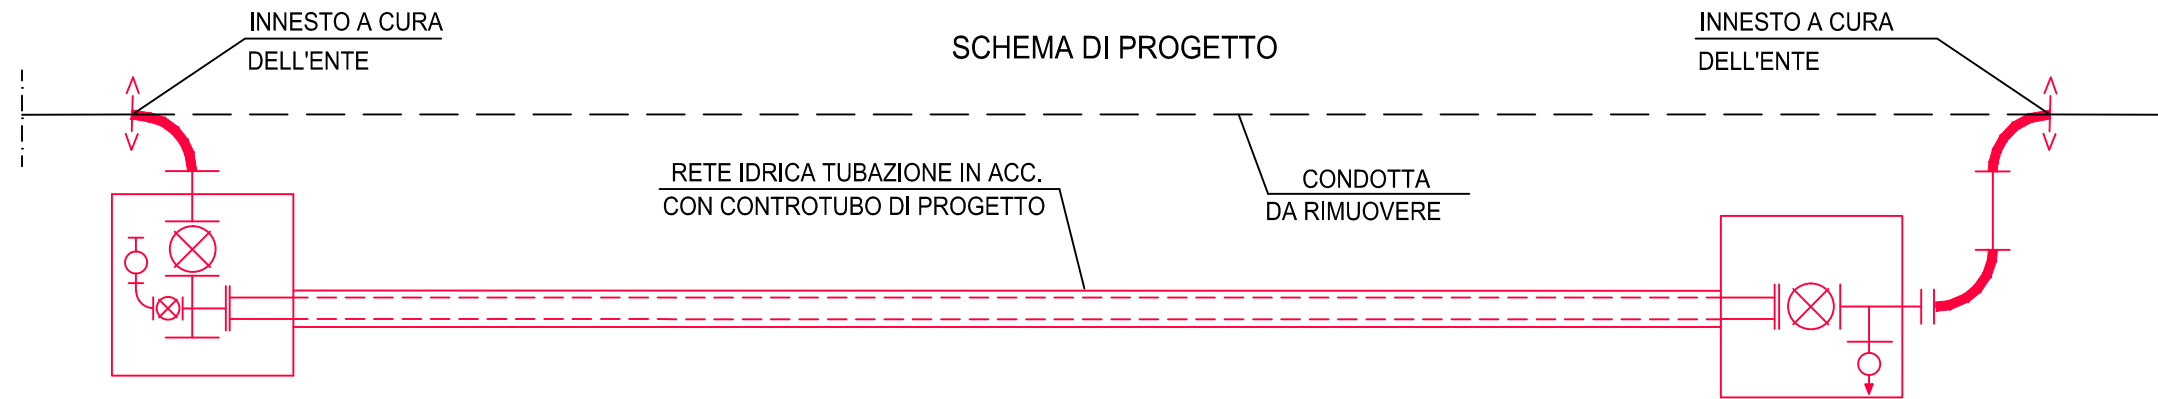 INNESTO A CURA
DELL'ENTE
SCHEMA DI PROGETTO
INNESTO A CURA
DELL'ENTE
RETE IDRICA TUBAZIONE IN ACC.
CON CONTROTUBO DI PROGETTO
CONDOTTA
DA RIMUOVERE